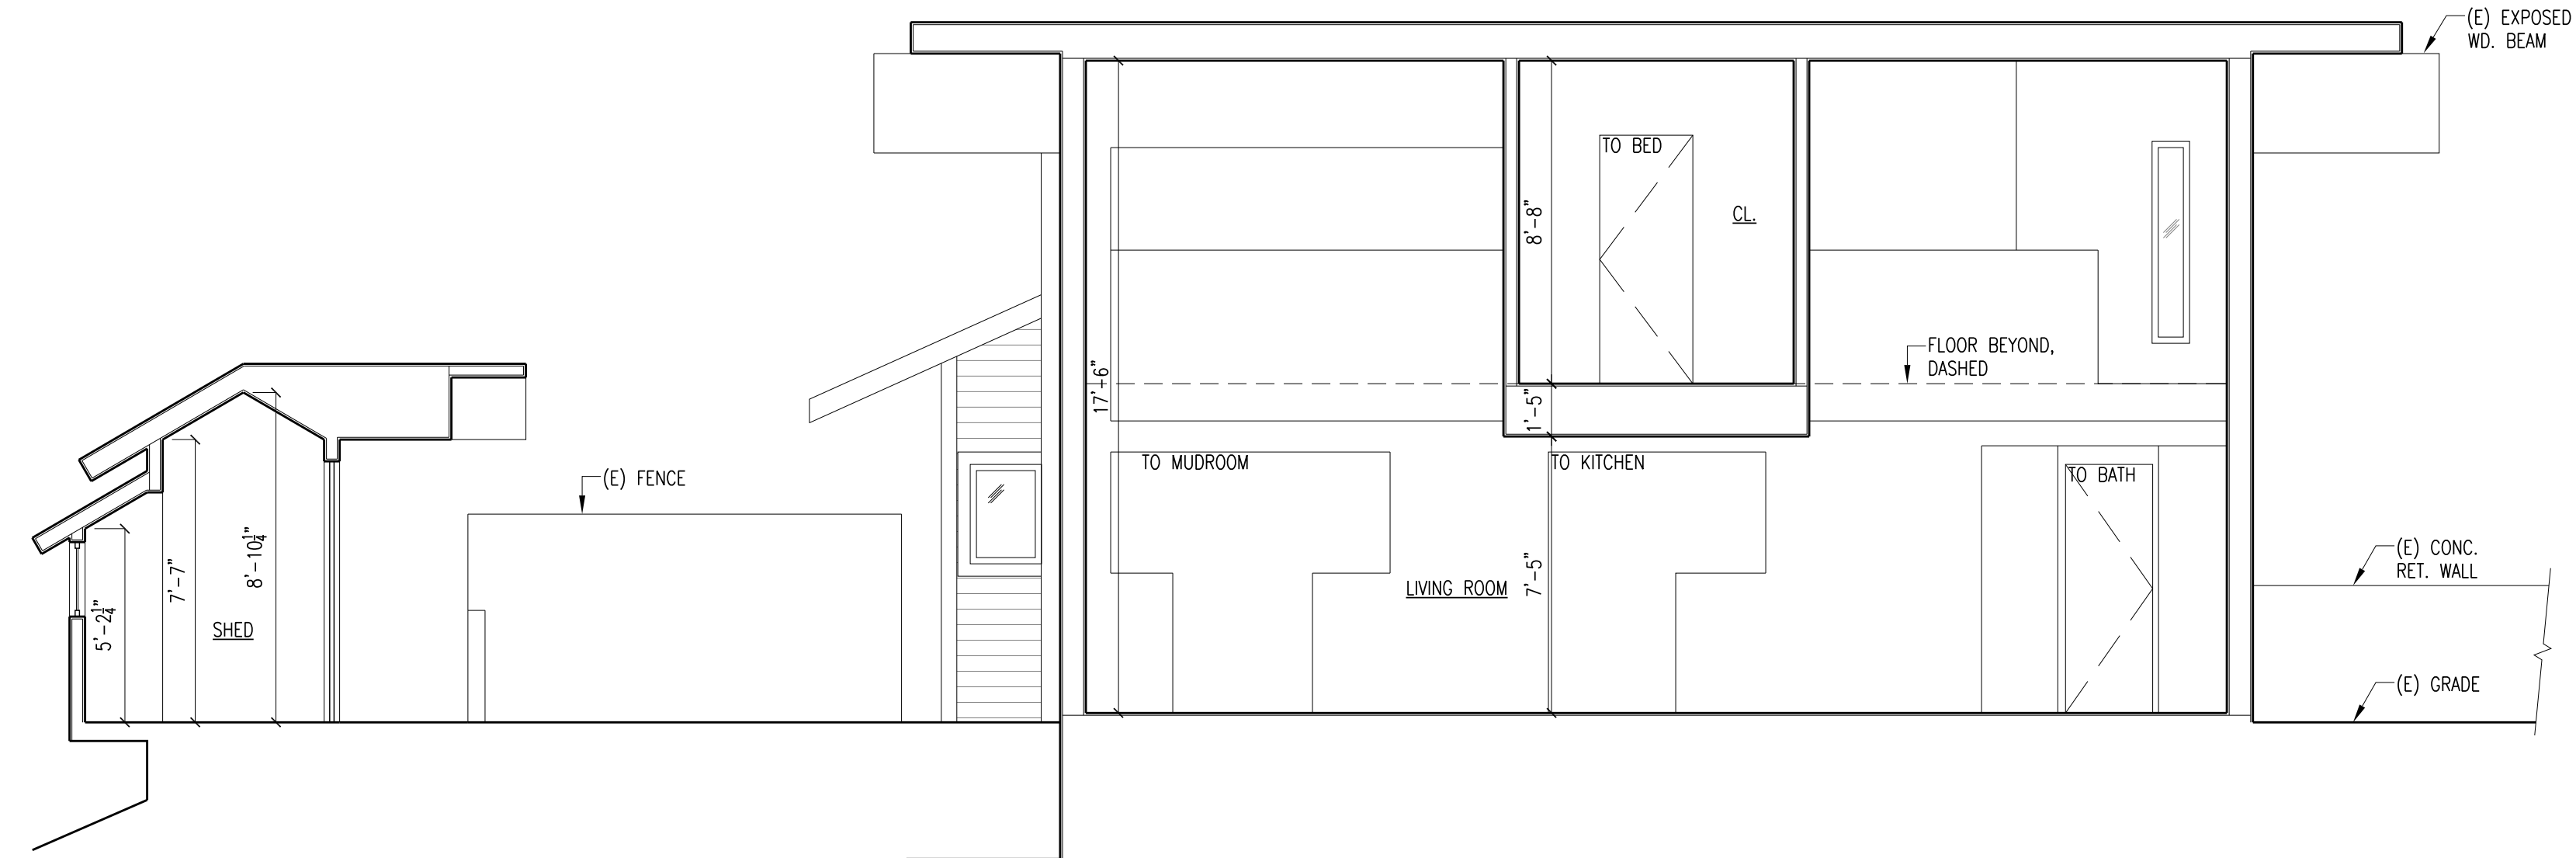 (E) EXPOSED
WD. BEAM
TO BED
CL.
8'-8"
FLOOR BEYOND,
DASHED
17'-6"
1'-5"
(E) FENCE
TO MUDROOM
TO KITCHEN
TO BATH
8'-10¼"
7'-7"
5'-2¼"
SHED
LIVING ROOM
7'-5"
(E) CONC.
RET. WALL
(E) GRADE